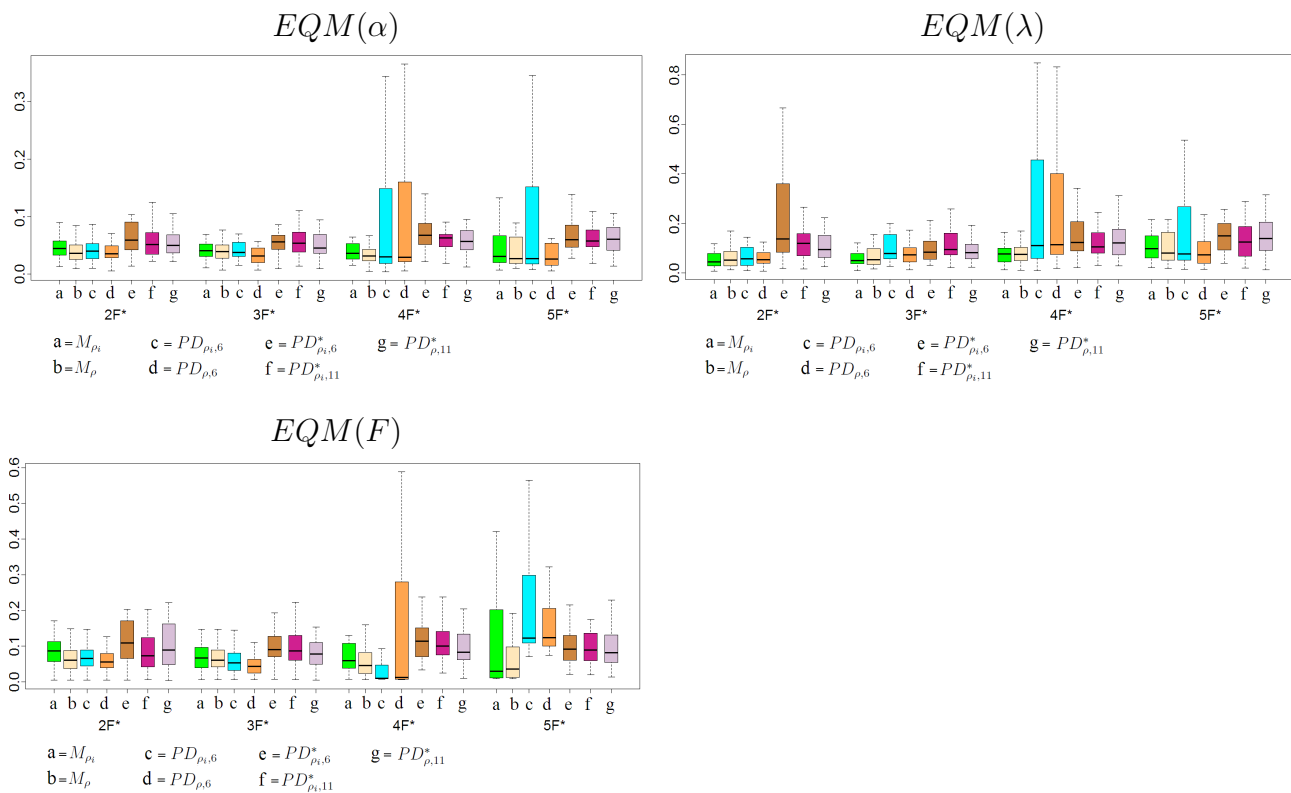 EQM(α)
0.0 0.1 0.2 0.3
a b c d e f g a b c d e f g a b c d e f g a b c d e f g
2F* 3F* 4F* 5F*
a = M_{ρ_i} c = PD_{ρ_i,6} e = PD^*_{ρ_i,6} g = PD^*_{ρ,11}
b = M_ρ d = PD_{ρ,6} f = PD^*_{ρ_i,11}
EQM(λ)
0.0 0.2 0.4 0.6 0.8
a b c d e f g a b c d e f g a b c d e f g a b c d e f g
2F* 3F* 4F* 5F*
a = M_{ρ_i} c = PD_{ρ_i,6} e = PD^*_{ρ_i,6} g = PD^*_{ρ,11}
b = M_ρ d = PD_{ρ,6} f = PD^*_{ρ_i,11}
EQM(F)
0.0 0.1 0.2 0.3 0.4 0.5 0.6
a b c d e f g a b c d e f g a b c d e f g a b c d e f g
2F* 3F* 4F* 5F*
a = M_{ρ_i} c = PD_{ρ_i,6} e = PD^*_{ρ_i,6} g = PD^*_{ρ,11}
b = M_ρ d = PD_{ρ,6} f = PD^*_{ρ_i,11}